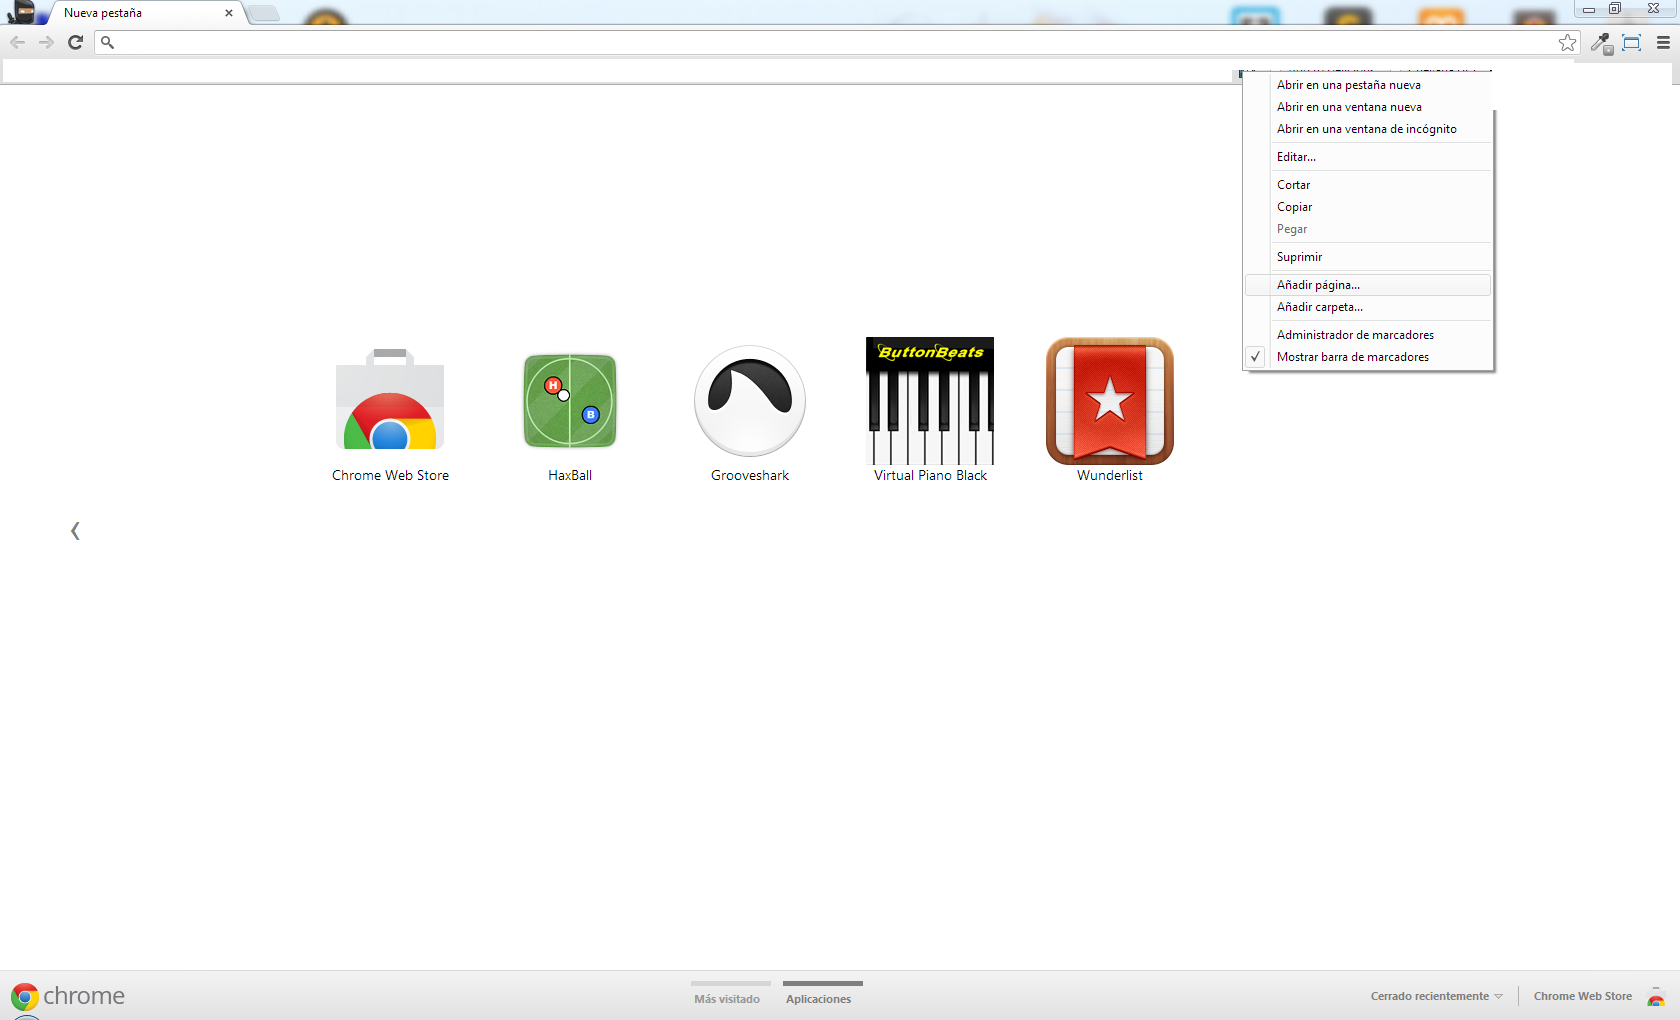 Nueva pestaña
Abrir en una pestaña nueva
Abrir en una ventana nueva
Abrir en una ventana de incógnito
Editar...
Cortar
Copiar
Pegar
Suprimir
Añadir página...
Añadir carpeta...
Administrador de marcadores
Mostrar barra de marcadores
H
B
ButtonBeats
Chrome Web Store
HaxBall
Grooveshark
Virtual Piano Black
Wunderlist
chrome
Más visitado
Aplicaciones
Cerrado recientemente
Chrome Web Store